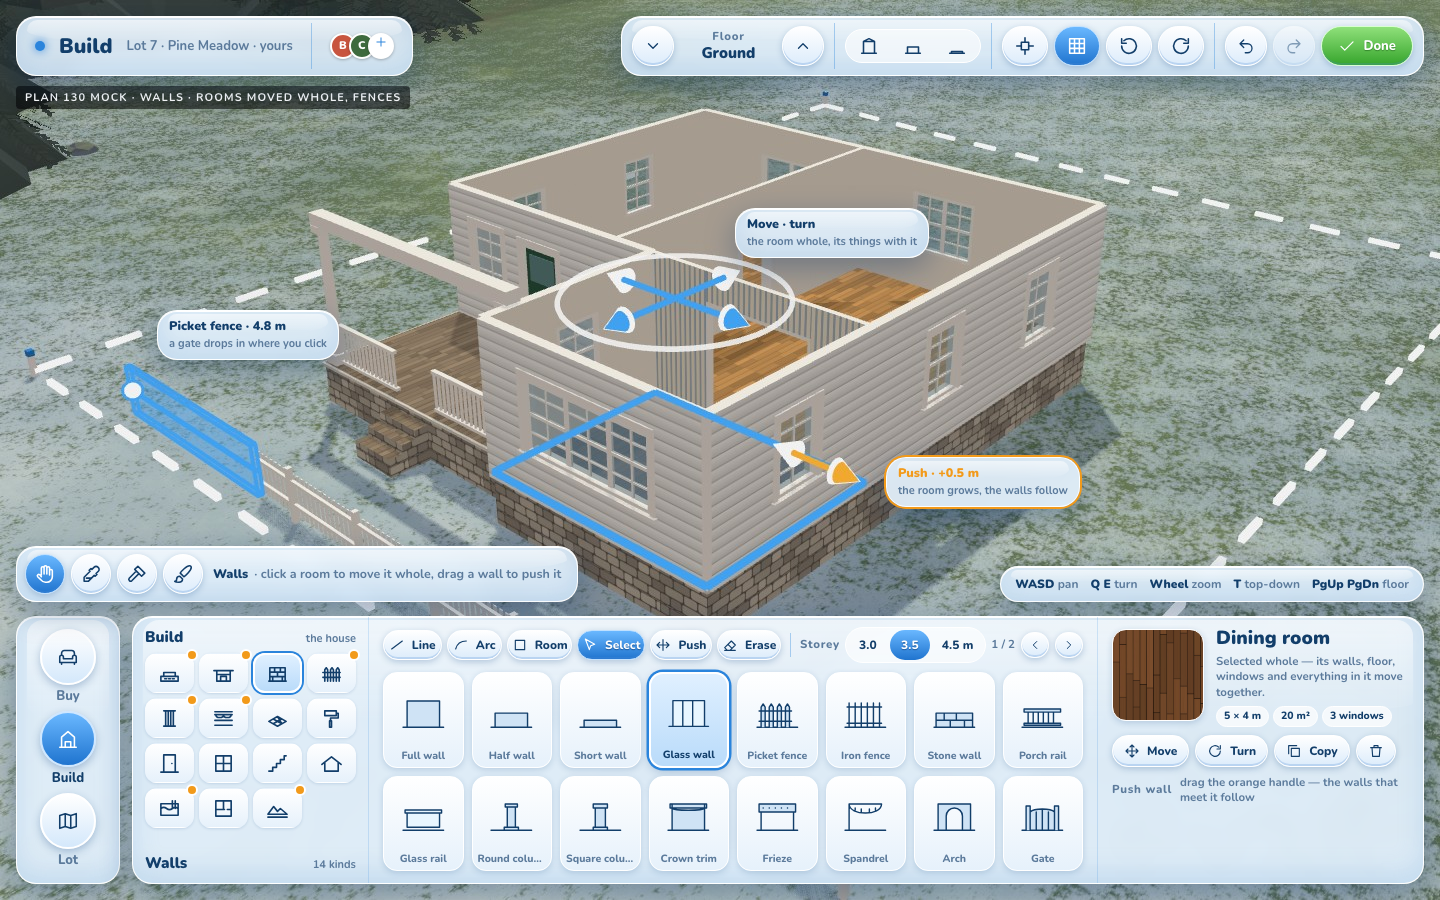 Build
Lot 7 · Pine Meadow · yours
B
C
+
Floor
Ground
Done
PLAN 130 MOCK · WALLS · ROOMS MOVED WHOLE, FENCES
Move · turn
the room whole, its things with it
Picket fence · 4.8 m
a gate drops in where you click
Push · +0.5 m
the room grows, the walls follow
Walls · click a room to move it whole, drag a wall to push it
WASD pan Q E turn Wheel zoom T top-down PgUp PgDn floor
Buy
Build
Lot
Build
the house
Walls
14 kinds
Line
Arc
Room
Select
Push
Erase
Storey
3.0
3.5
4.5 m
1 / 2
Full wall
Half wall
Short wall
Glass wall
Picket fence
Iron fence
Stone wall
Porch rail
Glass rail
Round colu...
Square colu...
Crown trim
Frieze
Spandrel
Arch
Gate
Dining room
Selected whole — its walls, floor,
windows and everything in it move
together.
5 × 4 m
20 m²
3 windows
Move
Turn
Copy
Push wall
drag the orange handle — the walls that
meet it follow